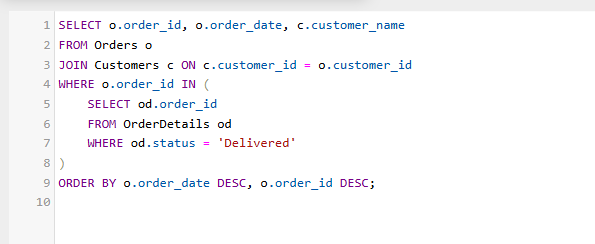 1 SELECT o.order_id, o.order_date, c.customer_name
2 FROM Orders o
3 JOIN Customers c ON c.customer_id = o.customer_id
4 WHERE o.order_id IN (
5     SELECT od.order_id
6     FROM OrderDetails od
7     WHERE od.status = 'Delivered'
8 )
9 ORDER BY o.order_date DESC, o.order_id DESC;
10